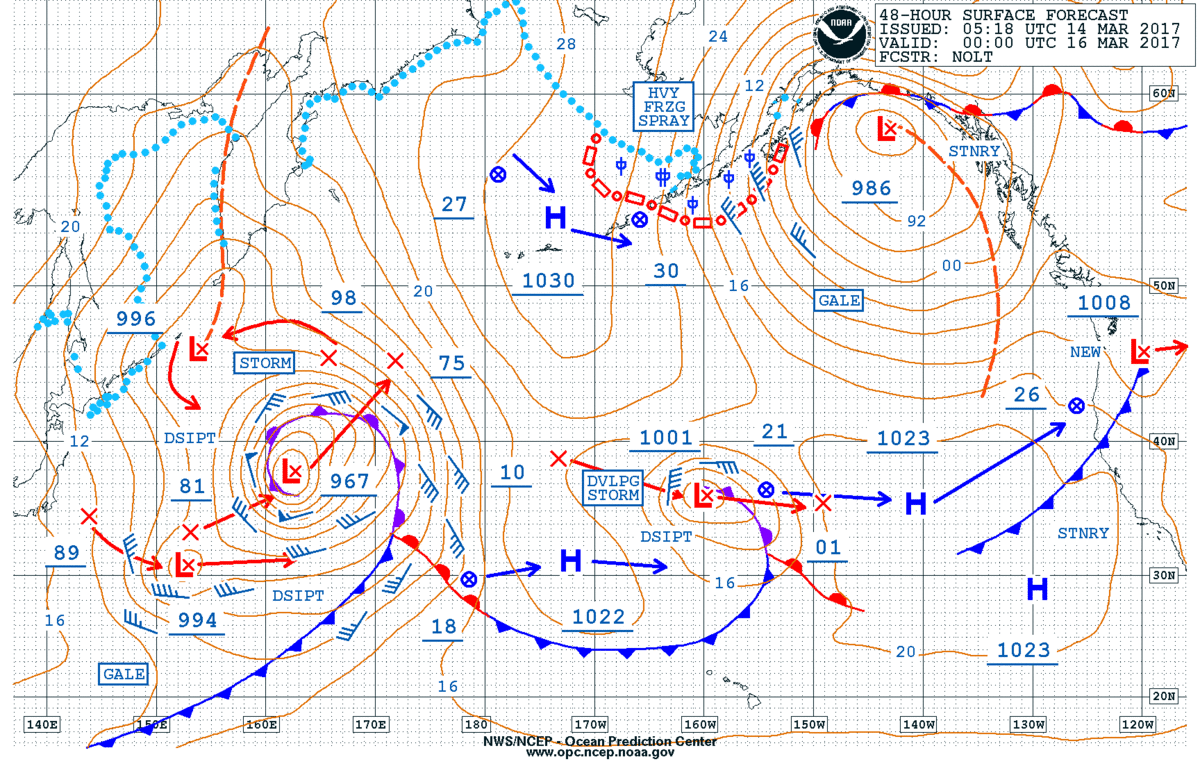 48-HOUR SURFACE FORECAST
ISSUED: 05:18 UTC 14 MAR 2017
VALID: 00:00 UTC 16 MAR 2017
FCSTR: NOLT
NOAA
28
24
12
HVY
FRZG
SPRAY
60N
L
STNRY
986
92
27
H
20
1030
30
16
00
50N
GALE
1008
98
20
996
L
STORM
75
NEW
L
26
12
DSIPT
40N
1001
21
1023
L
967
10
DVLPG
STORM
L
H
81
DSIPT
STNRY
89
L
H
01
30N
DSIPT
16
H
16
994
18
1022
20
1023
GALE
16
20N
140E
150E
160E
170E
180
170W
160W
150W
140W
130W
120W
NWS/NCEP - Ocean Prediction Center
www.opc.ncep.noaa.gov